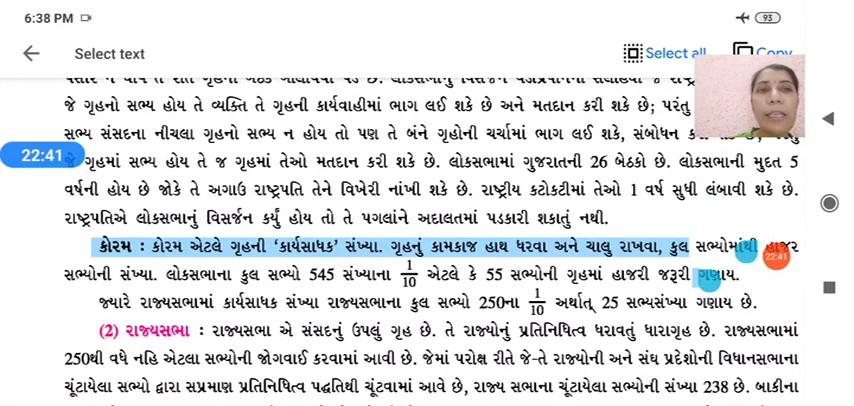 6:38 PM 93
Select text Select all Copy
જે ગૃહનો સભ્ય હોય તે વ્યક્તિ તે ગૃહની કાર્યવાહીમાં ભાગ લઈ શકે છે અને મતદાન કરી શકે છે; પરંતુ
સભ્ય સંસદના નીચલા ગૃહનો સભ્ય ન હોય તો પણ તે બંને ગૃહોની ચર્ચામાં ભાગ લઈ શકે, સંબોધન
22:41 જે ગૃહમાં સભ્ય હોય તે જ ગૃહમાં તેઓ મતદાન કરી શકે છે. લોકસભામાં ગુજરાતની 26 બેઠકો છે. લોકસભાની મુદત 5
વર્ષની હોય છે જોકે તે અગાઉ રાષ્ટ્રપતિ તેને વિખેરી નાંખી શકે છે. રાષ્ટ્રીય કટોકટીમાં તેઓ 1 વર્ષ સુધી લંબાવી શકે છે.
રાષ્ટ્રપતિએ લોકસભાનું વિસર્જન કર્યું હોય તો તે પગલાંને અદાલતમાં પડકારી શકાતું નથી.
કોરમ : કોરમ એટલે ગૃહની 'કાર્યસાધક' સંખ્યા. ગૃહનું કામકાજ હાથ ધરવા અને ચાલુ રાખવા, કુલ સભ્યોમાંથી હાજર
22:41
સભ્યોની સંખ્યા. લોકસભાના કુલ સભ્યો 545 સંખ્યાના 1/10 એટલે કે 55 સભ્યોની ગૃહમાં હાજરી જરૂરી ગણાય.
જ્યારે રાજ્યસભામાં કાર્યસાધક સંખ્યા રાજ્યસભાના કુલ સભ્યો 250ના 1/10 અર્થાત્ 25 સભ્યસંખ્યા ગણાય છે.
(2) રાજ્યસભા : રાજ્યસભા એ સંસદનું ઉપલું ગૃહ છે. તે રાજ્યોનું પ્રતિનિધિત્વ ધરાવતું ધારાગૃહ છે. રાજ્યસભામાં
250થી વધે નહિ એટલા સભ્યોની જોગવાઈ કરવામાં આવી છે. જેમાં પરોક્ષ રીતે જે-તે રાજ્યોની અને સંઘ પ્રદેશોની વિધાનસભાના
ચૂંટાયેલા સભ્યો દ્વારા સપ્રમાણ પ્રતિનિધિત્વ પદ્ધતિથી ચૂંટવામાં આવે છે, રાજ્ય સભાના ચૂંટાયેલા સભ્યોની સંખ્યા 238 છે. બાકીના